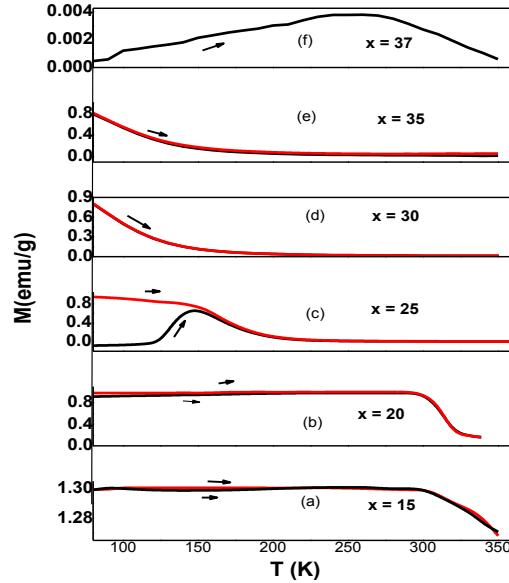 0.004
0.002
0.000
(f)
x = 37
0.8
0.4
0.0
(e)
x = 35
0.9
0.6
0.3
0.0
(d)
x = 30
0.8
0.4
0.0
(c)
x = 25
0.8
0.4
0.0
(b)
x = 20
1.30
1.28
(a)
x = 15
M(emu/g)
100 150 200 250 300 350
T (K)